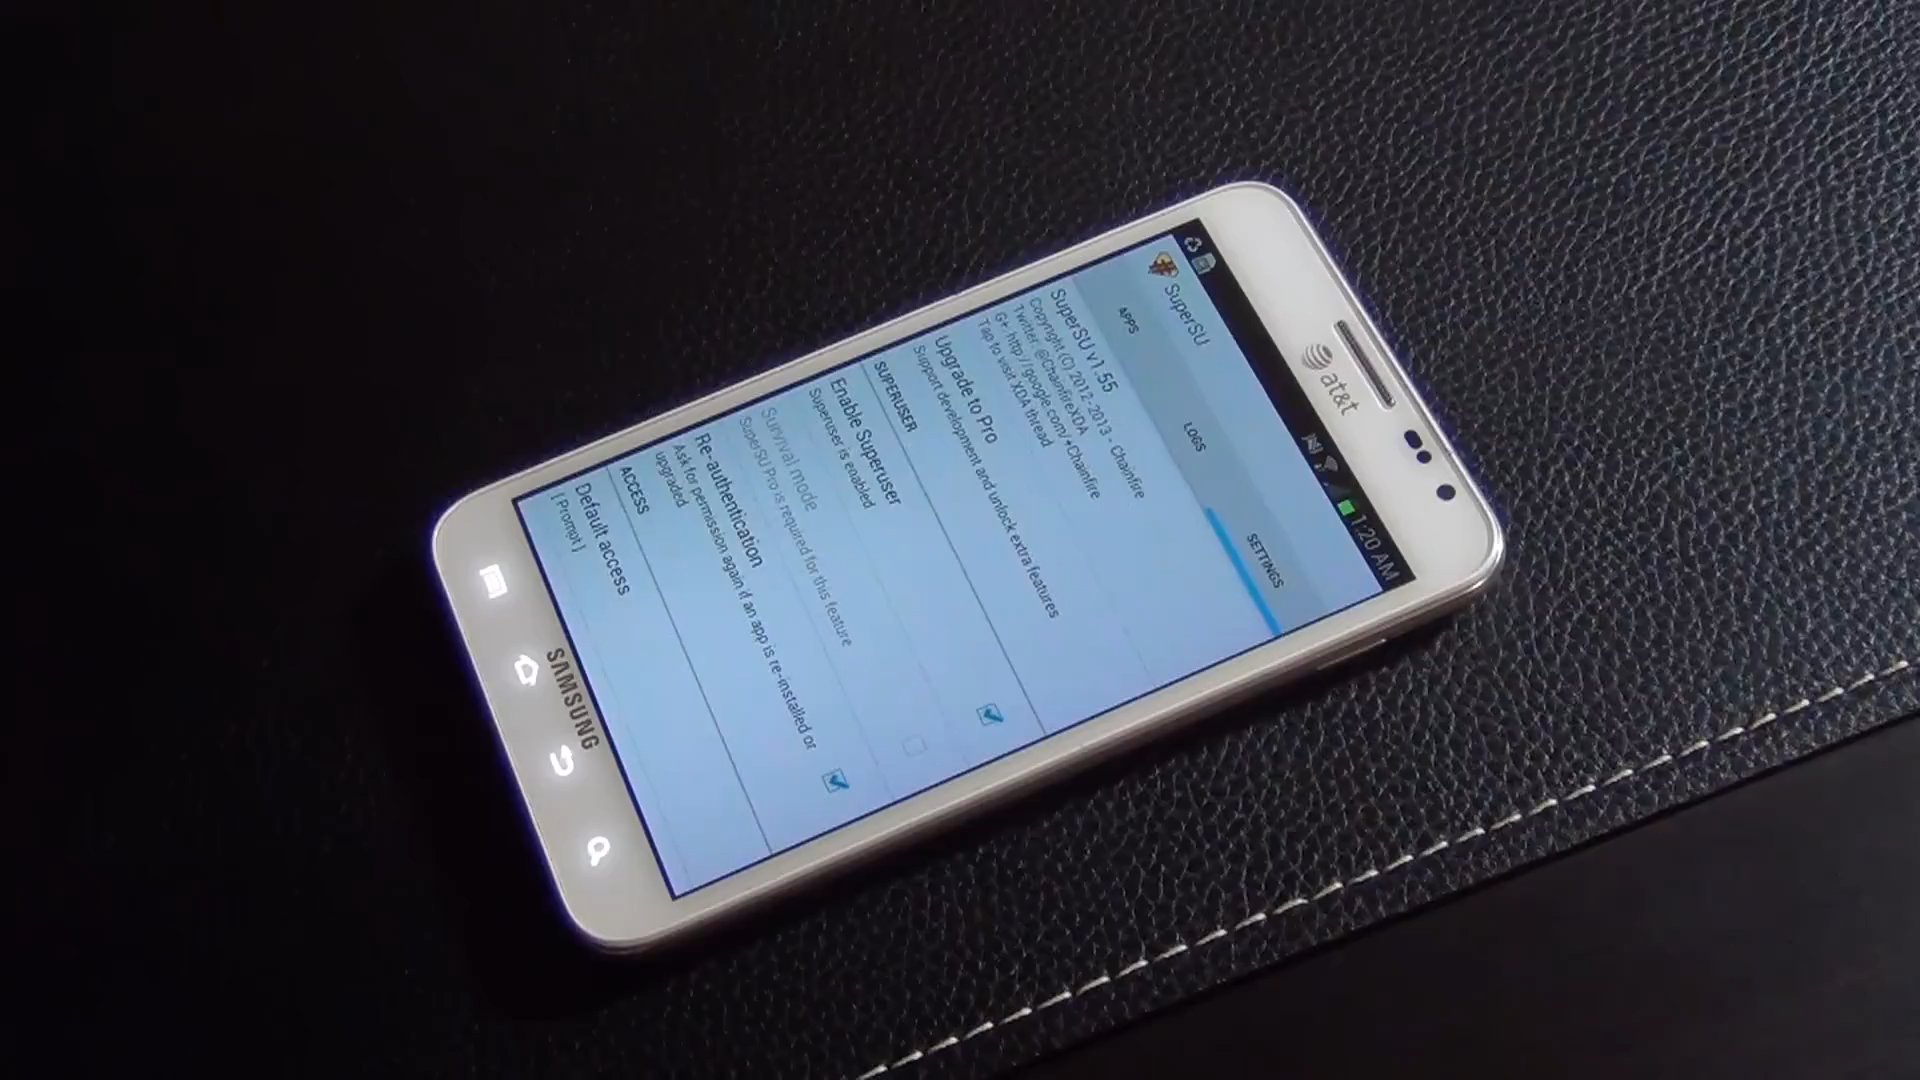 at&t
1:20 AM
SuperSU
APPS
LOGS
SETTINGS
SuperSU v1.55
Copyright (C) 2012-2013 - Chainfire
Twitter: @ChainfireXDA
G+: http://google.com/+Chainfire
Tap to visit XDA thread
Upgrade to Pro
Support development and unlock extra features
SUPERUSER
Enable Superuser
Superuser is enabled
Survival mode
SuperSU Pro is required for this feature
Re-authentication
Ask for permission again if an app is re-installed or
upgraded
ACCESS
Default access
[ Prompt ]
SAMSUNG